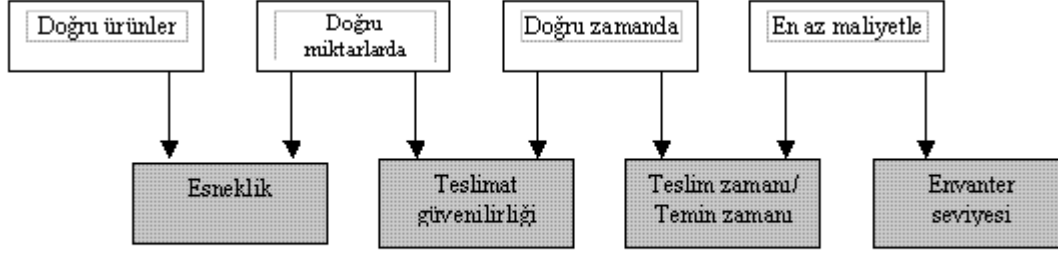 Doğru ürünler
Doğru
miktarlarda
Doğru zamanda
En az maliyetle
Esneklik
Teslimat
güvenilirliği
Teslim zamanı/
Temin zamanı
Envanter
seviyesi